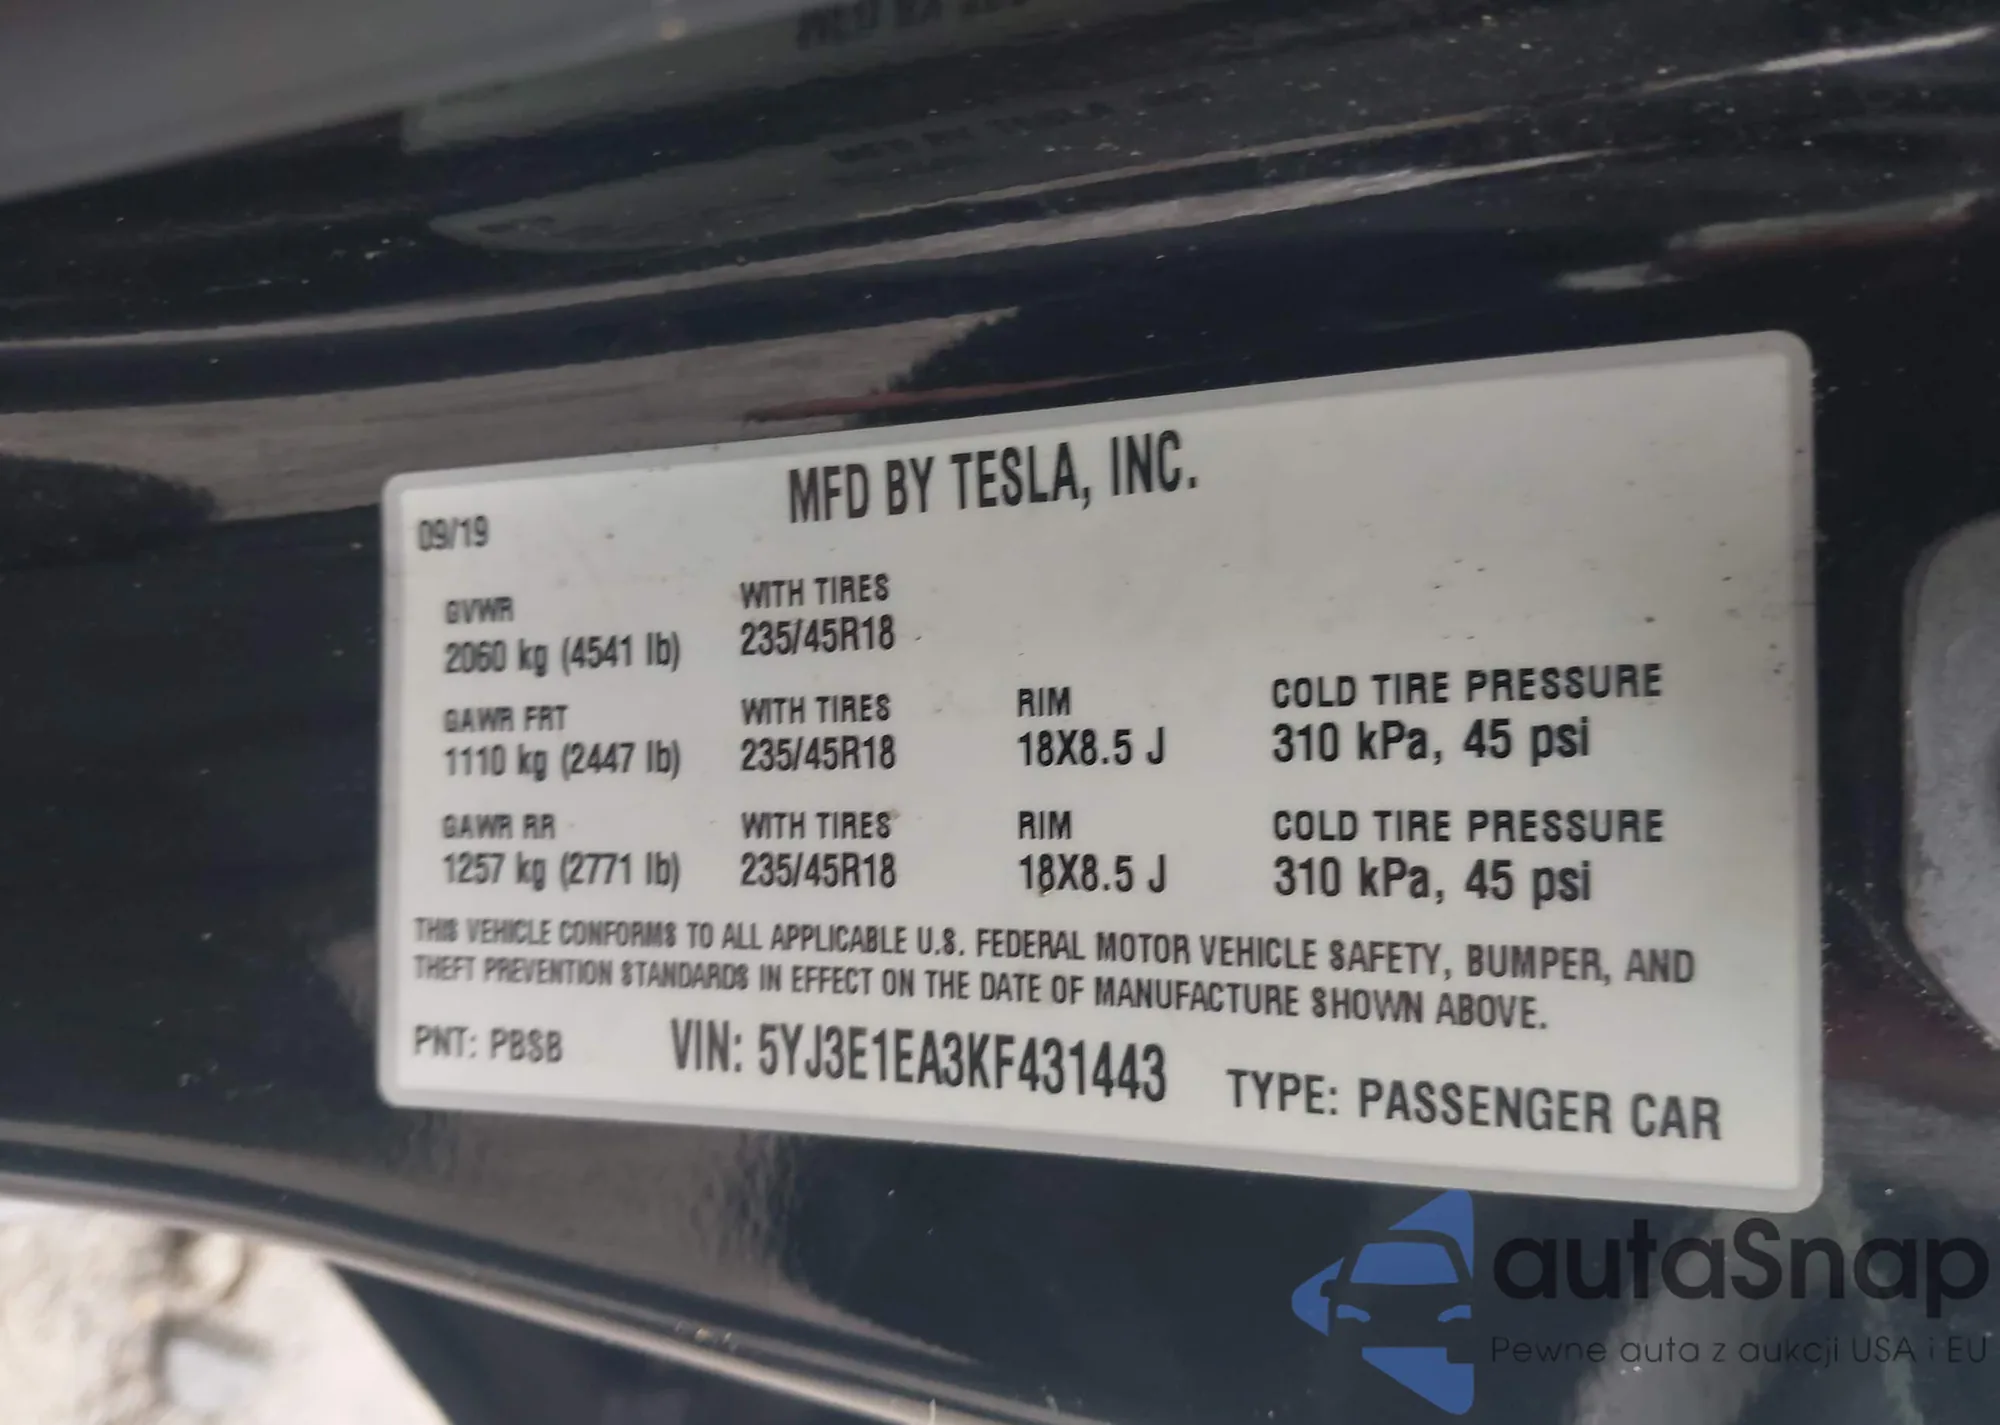 MFD BY TESLA, INC.
09/19
GVWR
2060 kg (4541 lb)
WITH TIRES
235/45R18
GAWR FRT
1110 kg (2447 lb)
WITH TIRES
235/45R18
RIM
18X8.5 J
COLD TIRE PRESSURE
310 kPa, 45 psi
GAWR RR
1257 kg (2771 lb)
WITH TIRES
235/45R18
RIM
18X8.5 J
COLD TIRE PRESSURE
310 kPa, 45 psi
THIS VEHICLE CONFORMS TO ALL APPLICABLE U.S. FEDERAL MOTOR VEHICLE SAFETY, BUMPER, AND
THEFT PREVENTION STANDARDS IN EFFECT ON THE DATE OF MANUFACTURE SHOWN ABOVE.
PNT: PBSB VIN: 5YJ3E1EA3KF431443 TYPE: PASSENGER CAR
autaSnap
Pewne auta z aukcji USA i EU